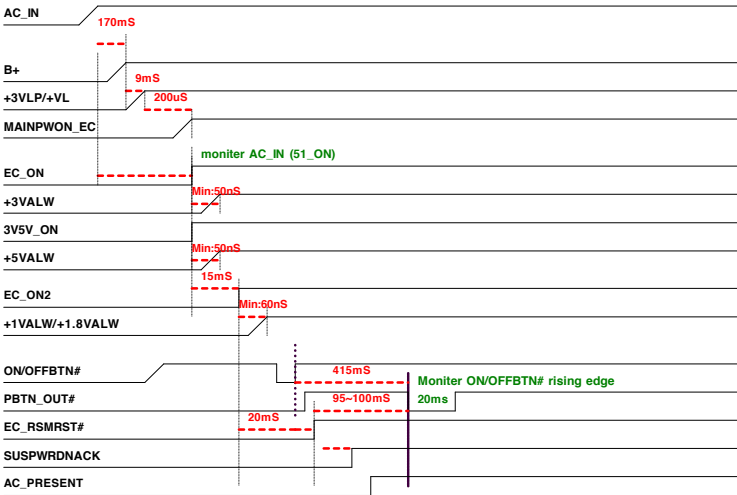 AC_IN
170mS
B+
9mS
+3VLP/+VL
200uS
MAINPWON_EC
moniter AC_IN (51_ON)
EC_ON
Min:50nS
+3VALW
3V5V_ON
Min:50nS
+5VALW
15mS
EC_ON2
Min:60nS
+1VALW/+1.8VALW
ON/OFFBTN#
415mS
Moniter ON/OFFBTN# rising edge
PBTN_OUT#
95~100mS
20ms
20mS
EC_RSMRST#
SUSPWRDNACK
AC_PRESENT